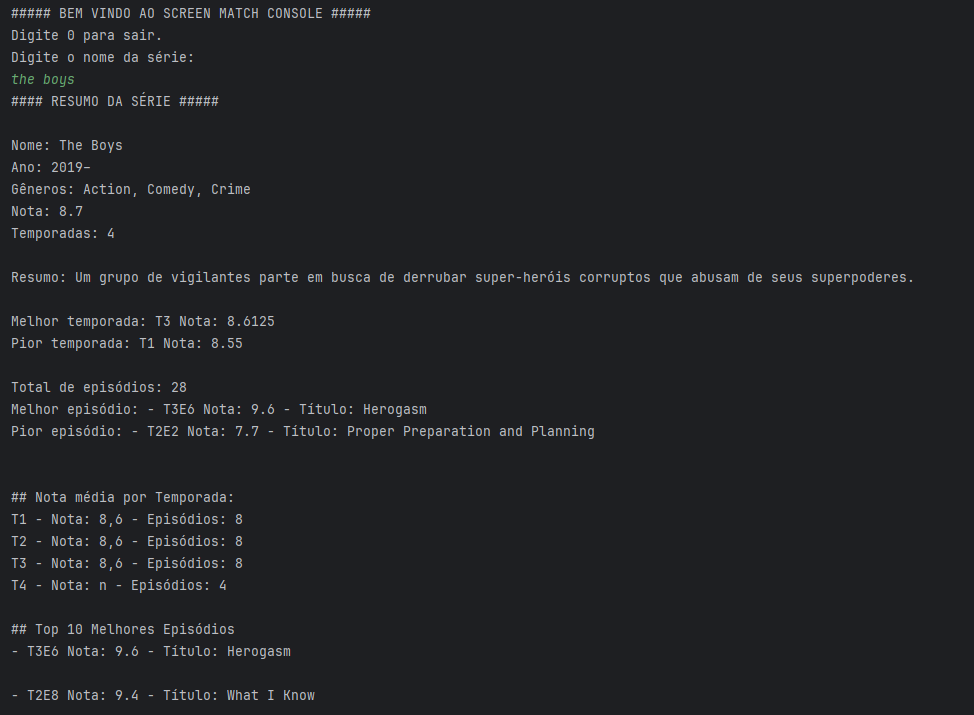 ##### BEM VINDO AO SCREEN MATCH CONSOLE #####
Digite 0 para sair.
Digite o nome da série:
the boys
#### RESUMO DA SÉRIE #####
Nome: The Boys
Ano: 2019–
Gêneros: Action, Comedy, Crime
Nota: 8.7
Temporadas: 4
Resumo: Um grupo de vigilantes parte em busca de derrubar super-heróis corruptos que abusam de seus superpoderes.
Melhor temporada: T3 Nota: 8.6125
Pior temporada: T1 Nota: 8.55
Total de episódios: 28
Melhor episódio: - T3E6 Nota: 9.6 - Título: Herogasm
Pior episódio: - T2E2 Nota: 7.7 - Título: Proper Preparation and Planning
## Nota média por Temporada:
T1 - Nota: 8,6 - Episódios: 8
T2 - Nota: 8,6 - Episódios: 8
T3 - Nota: 8,6 - Episódios: 8
T4 - Nota: n - Episódios: 4
## Top 10 Melhores Episódios
- T3E6 Nota: 9.6 - Título: Herogasm
- T2E8 Nota: 9.4 - Título: What I Know